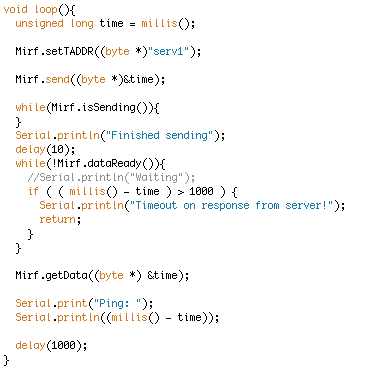 void loop(){
unsigned long time = millis();
Mirf.setTADDR((byte *)"serv1");
Mirf.send((byte *)&time);
while(Mirf.isSending()){
}
Serial.println("Finished sending");
delay(10);
while(!Mirf.dataReady()){
//Serial.println("Waiting");
if ( ( millis() - time ) > 1000 ) {
Serial.println("Timeout on response from server!");
return;
}
}
Mirf.getData((byte *) &time);
Serial.print("Ping: ");
Serial.println((millis() - time));
delay(1000);
}